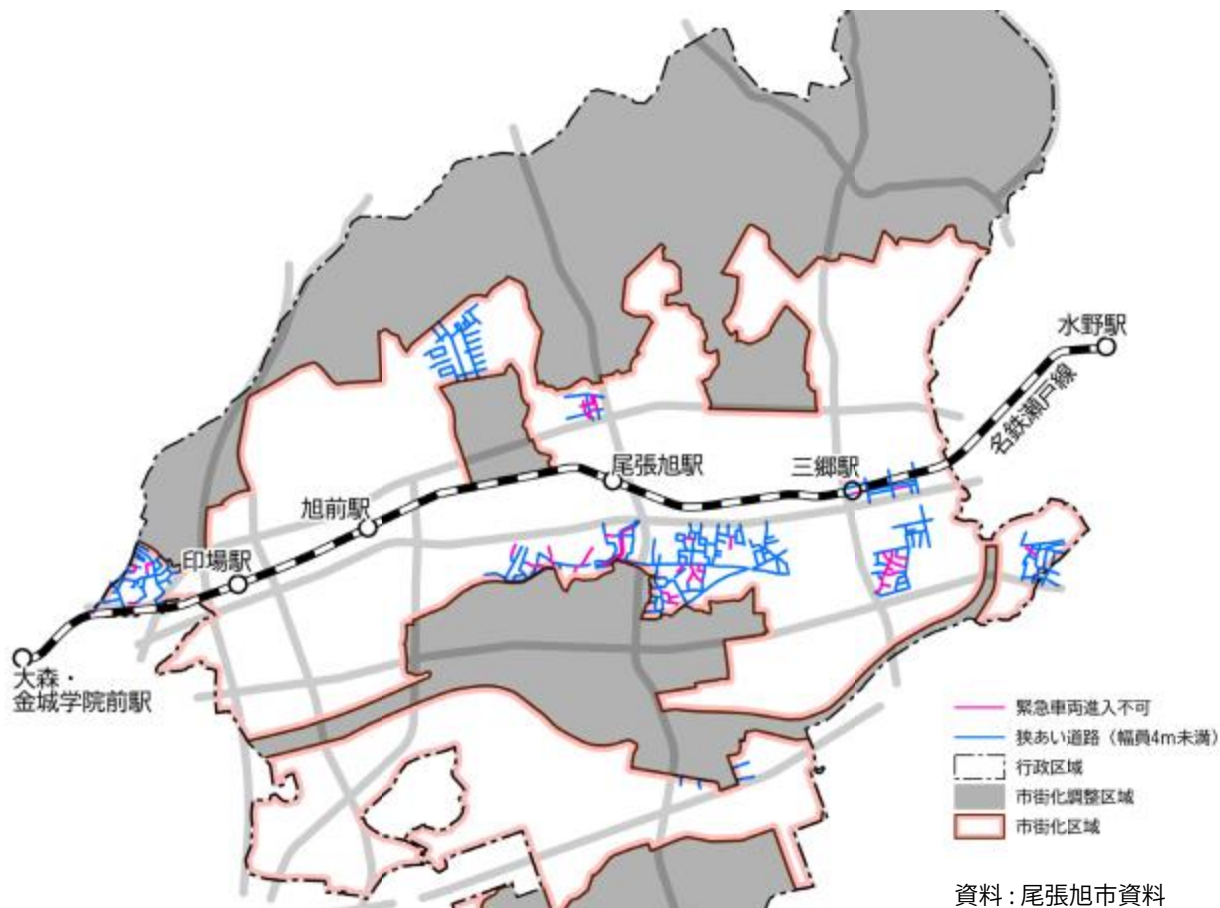 水野駅
名鉄瀬戸線
尾張旭駅
三郷駅
旭前駅
印場駅
大森・
金城学院前駅
緊急車両進入不可
狭あい道路（幅員4m未満）
行政区域
市街化調整区域
市街化区域
資料：尾張旭市資料